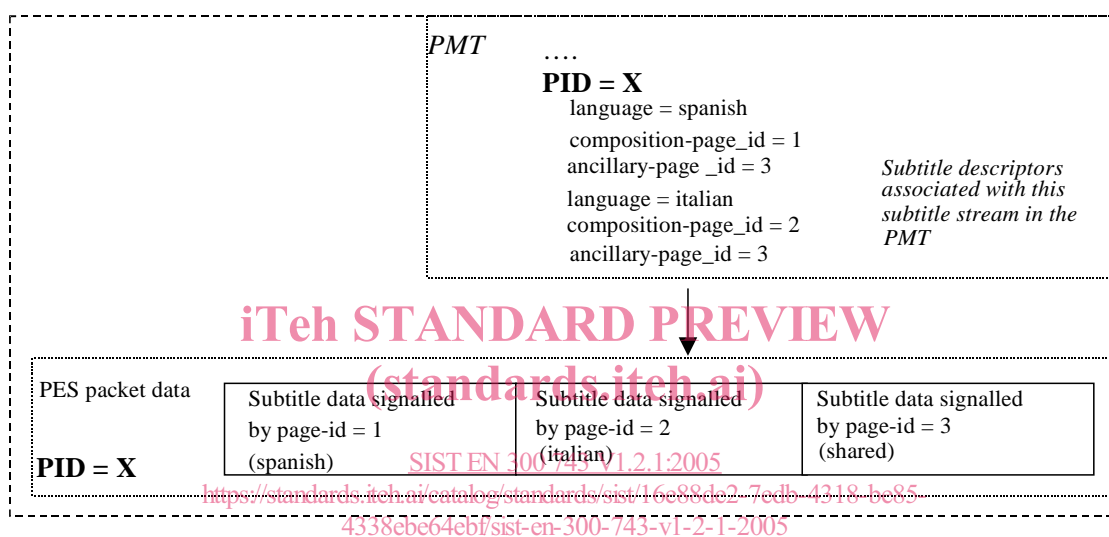 PMT
….
PID = X
language = spanish
composition-page_id = 1
ancillary-page _id = 3
language = italian
composition-page_id = 2
ancillary-page_id = 3
Subtitle descriptors
associated with this
subtitle stream in the
PMT
iTeh STANDARD PREVIEW
(standards.iteh.ai)
PES packet data
PID = X
Subtitle data signalled
by page-id = 1
(spanish)
Subtitle data signalled
by page-id = 2
(italian)
Subtitle data signalled
by page-id = 3
(shared)
SIST EN 300 743 V1.2.1:2005
https://standards.iteh.ai/catalog/standards/sist/16e88de2-7edb-4318-be85-
4338ebe64ebf/sist-en-300-743-v1-2-1-2005